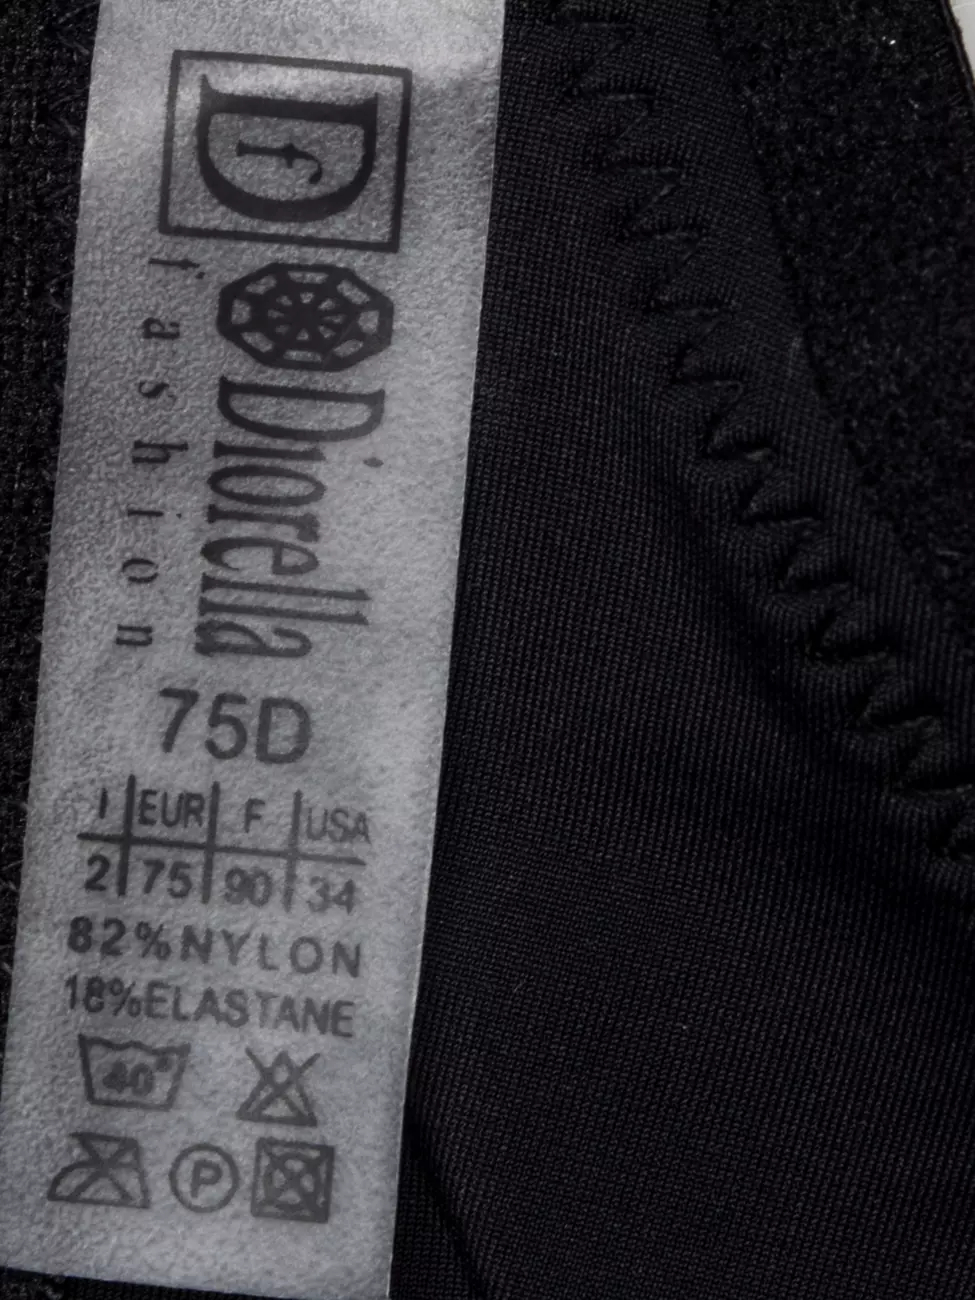 Df
Diorella
fashion
75D
I EUR F USA
2 75 90 34
82%NYLON
18%ELASTANE
40°
P